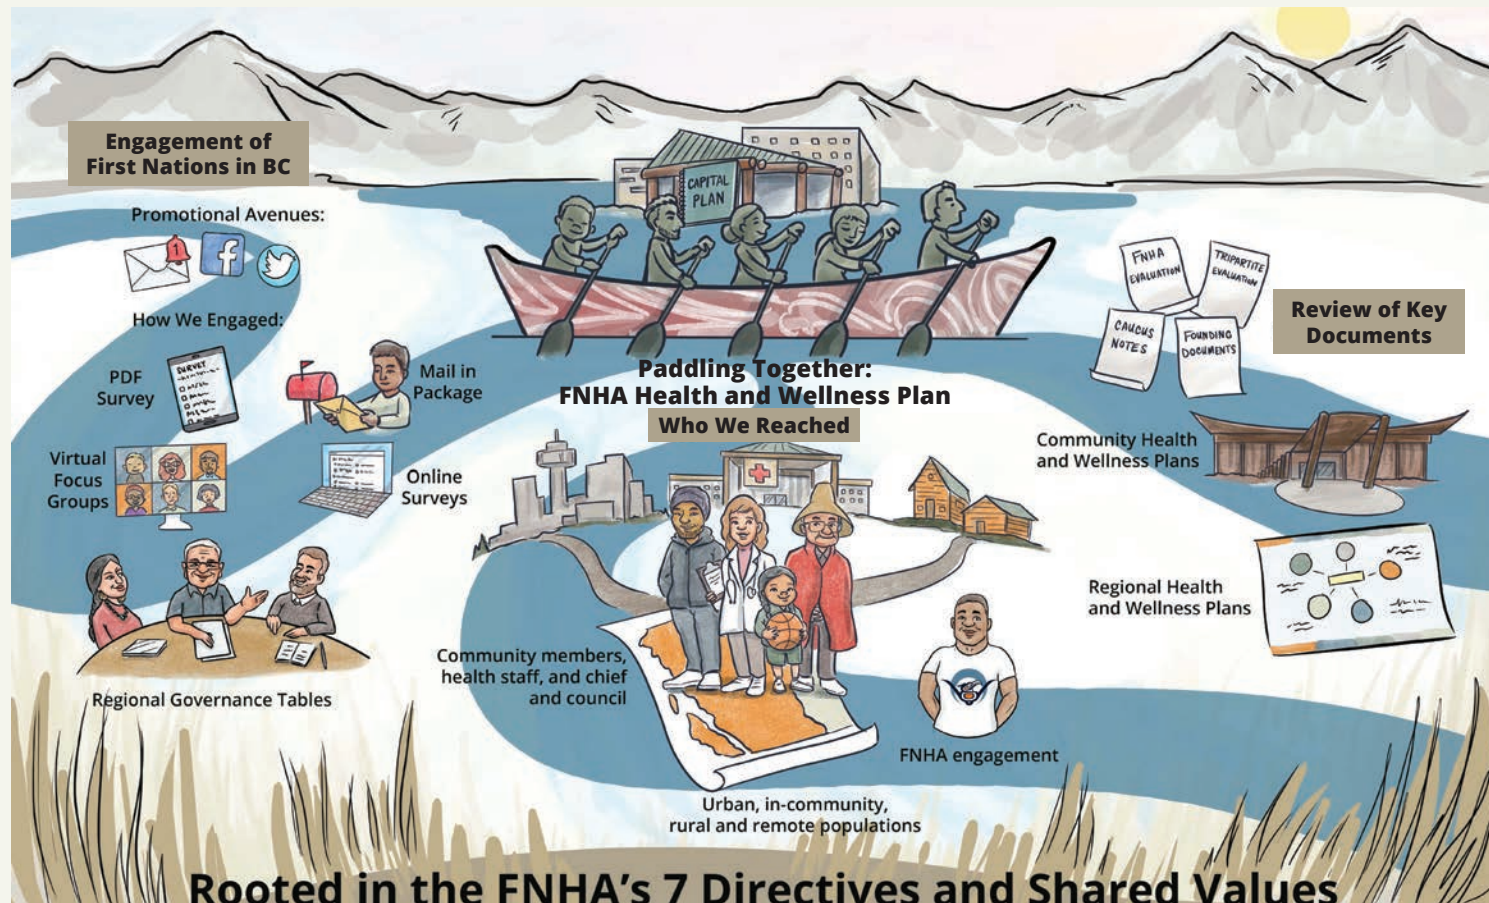 Engagement of
First Nations in BC
Promotional Avenues:
1
How We Engaged:
PDF
Survey
SURVEY
Mail in
Package
Virtual
Focus
Groups
Online
Surveys
Regional Governance Tables
CAPITAL
PLAN
Paddling Together:
FNHA Health and Wellness Plan
Who We Reached
Community members,
health staff, and chief
and council
FNHA engagement
Urban, in-community,
rural and remote populations
FNHA
EVALUATION
TRIPARTITE
EVALUATION
CAUCUS
NOTES
FOUNDING
DOCUMENTS
Review of Key
Documents
Community Health
and Wellness Plans
Regional Health
and Wellness Plans
Rooted in the FNHA's 7 Directives and Shared Values